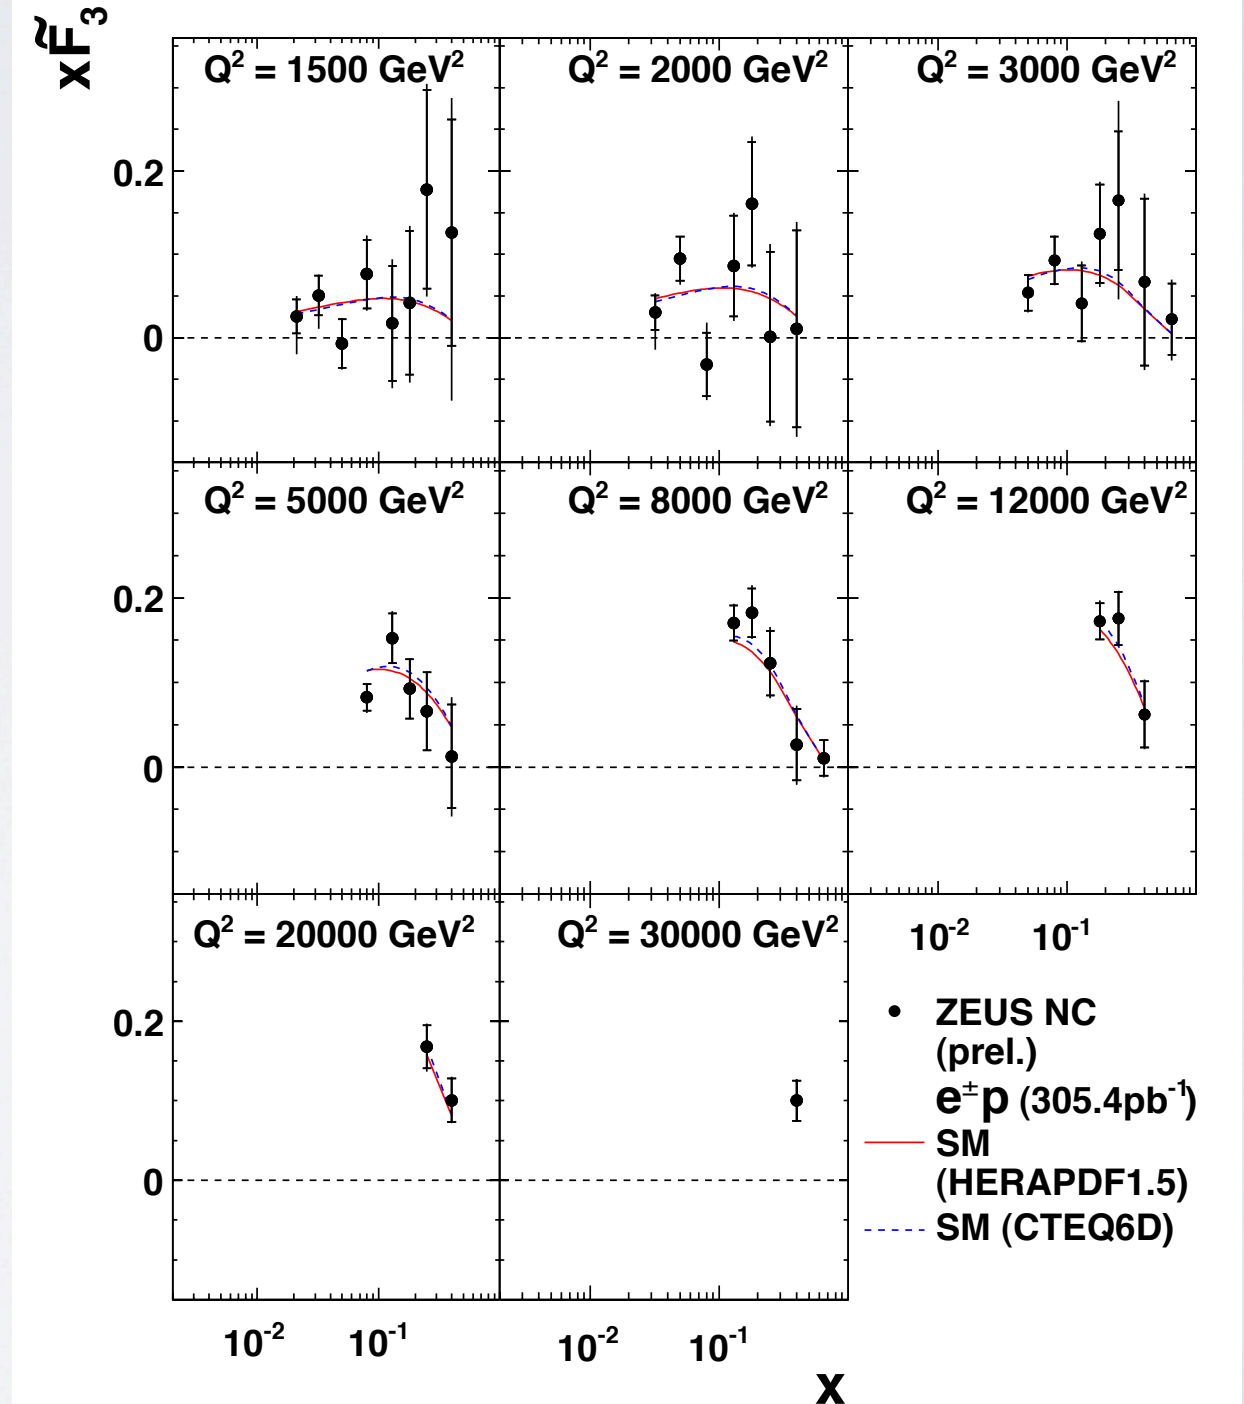 xF̃₃
Q² = 1500 GeV²
Q² = 2000 GeV²
Q² = 3000 GeV²
0.2
0
Q² = 5000 GeV²
Q² = 8000 GeV²
Q² = 12000 GeV²
0.2
0
Q² = 20000 GeV²
Q² = 30000 GeV²
10⁻² 10⁻¹
0.2
0
ZEUS NC
(prel.)
e±p (305.4pb⁻¹)
SM
(HERAPDF1.5)
SM (CTEQ6D)
10⁻² 10⁻¹
10⁻² 10⁻¹
x